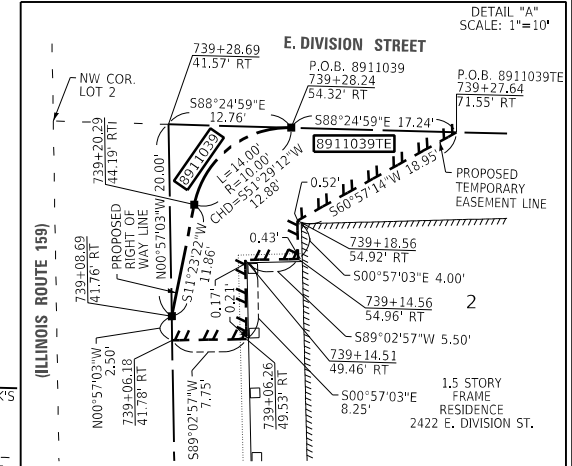 DETAIL "A"
SCALE: 1"=10'
E. DIVISION STREET
739+28.69
41.57' RT
NW COR.
LOT 2
P.O.B. 8911039
739+28.24
54.32' RT
P.O.B. 8911039TE
739+27.64
71.55' RT
S88°24'59"E
12.76'
S88°24'59"E 17.24'
8911039
8911039TE
739+20.29
44.19' RTI
N00°57'03"W 20.00'
L=14.00'
R=10.00'
CHD=S51°29'12"W
12.88'
S60°57'14"W 18.95'
PROPOSED
TEMPORARY
EASEMENT LINE
0.52'
(ILLINOIS ROUTE 159)
739+08.69
41.76' RT
PROPOSED
RIGHT OF
WAY LINE
S11°23'22"W
11.86'
0.43'
739+18.56
54.92' RT
S00°57'03"E 4.00'
0.17'
0.21'
739+14.56
54.96' RT
2
S89°02'57"W 5.50'
739+14.51
49.46' RT
N00°57'03"W
2.50'
739+06.18
41.78' RT
S89°02'57"W
7.75'
739+06.26
49.53' RT
S00°57'03"E
8.25'
1.5 STORY
FRAME
RESIDENCE
2422 E. DIVISION ST.
K'S